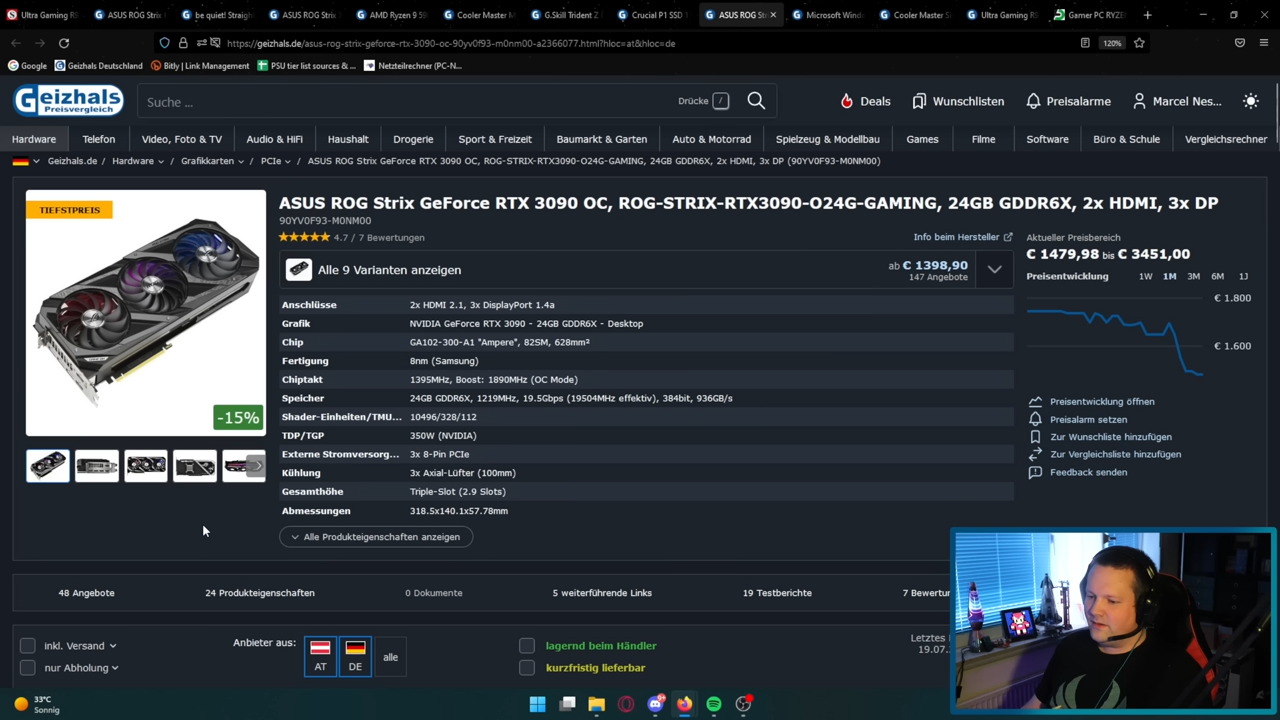 Ultra Gaming R9
ASUS ROG Strix
be quiet! Straigh
ASUS ROG Strix
AMD Ryzen 9 59
Cooler Master M
G.Skill Trident Z
Crucial P1 SSD 1
ASUS ROG Str
Microsoft Windo
Cooler Master S
Ultra Gaming R9
Gamer PC RYZE
https://geizhals.de/asus-rog-strix-geforce-rtx-3090-oc-90yv0f93-m0nm00-a2366077.html?hloc=at&hloc=de
120%
Google
Geizhals Deutschland
Bitly | Link Management
PSU tier list sources & ...
Netzteilrechner (PC-N...
Geizhals
Preisvergleich
Suche ...
Drücke /
Deals
Wunschlisten
Preisalarme
Marcel Nes...
Hardware
Telefon
Video, Foto & TV
Audio & HiFi
Haushalt
Drogerie
Sport & Freizeit
Baumarkt & Garten
Auto & Motorrad
Spielzeug & Modellbau
Games
Filme
Software
Büro & Schule
Vergleichsrechner
Geizhals.de / Hardware / Grafikkarten / PCIe / ASUS ROG Strix GeForce RTX 3090 OC, ROG-STRIX-RTX3090-O24G-GAMING, 24GB GDDR6X, 2x HDMI, 3x DP (90YV0F93-M0NM00)
TIEFSTPREIS
-15%
ASUS ROG Strix GeForce RTX 3090 OC, ROG-STRIX-RTX3090-O24G-GAMING, 24GB GDDR6X, 2x HDMI, 3x DP
90YV0F93-M0NM00
4.7 / 7 Bewertungen
Info beim Hersteller
Alle 9 Varianten anzeigen
ab € 1398,90
147 Angebote
Anschlüsse 2x HDMI 2.1, 3x DisplayPort 1.4a
Grafik NVIDIA GeForce RTX 3090 - 24GB GDDR6X - Desktop
Chip GA102-300-A1 "Ampere", 82SM, 628mm²
Fertigung 8nm (Samsung)
Chiptakt 1395MHz, Boost: 1890MHz (OC Mode)
Speicher 24GB GDDR6X, 1219MHz, 19.5Gbps (19504MHz effektiv), 384bit, 936GB/s
Shader-Einheiten/TMU... 10496/328/112
TDP/TGP 350W (NVIDIA)
Externe Stromversorg... 3x 8-Pin PCIe
Kühlung 3x Axial-Lüfter (100mm)
Gesamthöhe Triple-Slot (2.9 Slots)
Abmessungen 318.5x140.1x57.78mm
Alle Produkteigenschaften anzeigen
Aktueller Preisbereich
€ 1479,98 bis € 3451,00
Preisentwicklung 1W 1M 3M 6M 1J
€ 1.800
€ 1.600
Preisentwicklung öffnen
Preisalarm setzen
Zur Wunschliste hinzufügen
Zur Vergleichsliste hinzufügen
Feedback senden
48 Angebote
24 Produkteigenschaften
0 Dokumente
5 weiterführende Links
19 Testberichte
7 Bewertun
inkl. Versand
nur Abholung
Anbieter aus:
AT
DE
alle
lagernd beim Händler
kurzfristig lieferbar
Letztes
19.07.
33°C
Sonnig